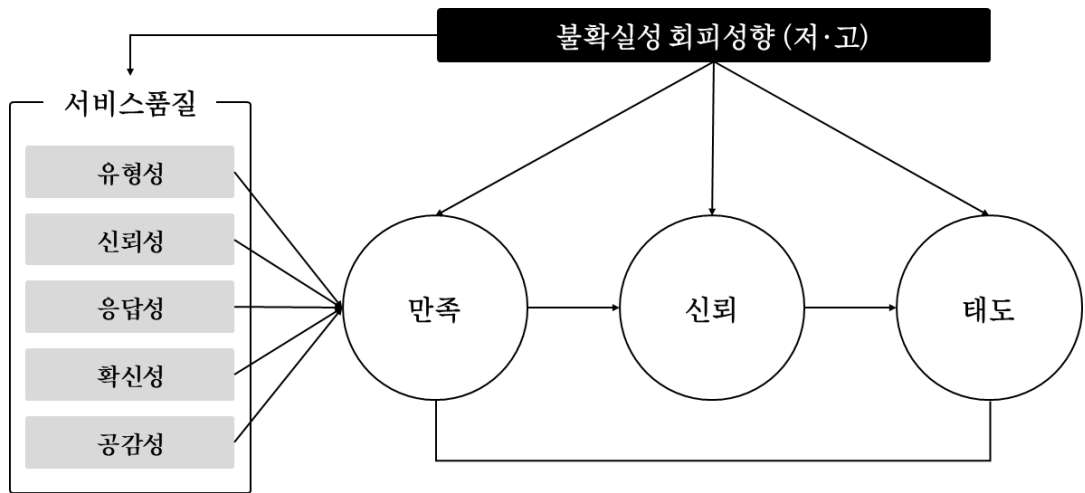 불확실성 회피성향 (저·고)
서비스품질
유형성
신뢰성
응답성
확신성
공감성
만족
신뢰
태도